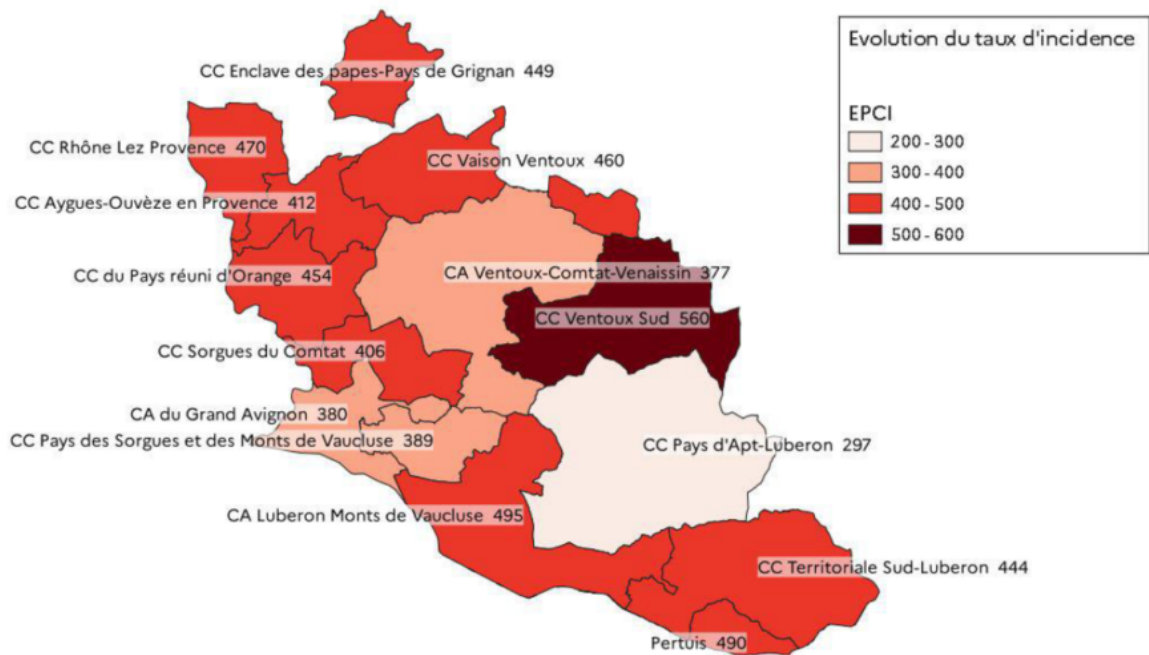 Evolution du taux d'incidence
EPCI
200 - 300
300 - 400
400 - 500
500 - 600
CC Enclave des papes-Pays de Grignan 449
CC Rhône Lez Provence 470
CC Vaison Ventoux 460
CC Aygues-Ouvèze en Provence 412
CC du Pays réuni d'Orange 454
CA Ventoux-Comtat-Venaissin 377
CC Ventoux Sud 560
CC Sorgues du Comtat 406
CA du Grand Avignon 380
CC Pays des Sorgues et des Monts de Vaucluse 389
CC Pays d'Apt-Luberon 297
CA Luberon Monts de Vaucluse 495
CC Territoriale Sud-Luberon 444
Pertuis 490